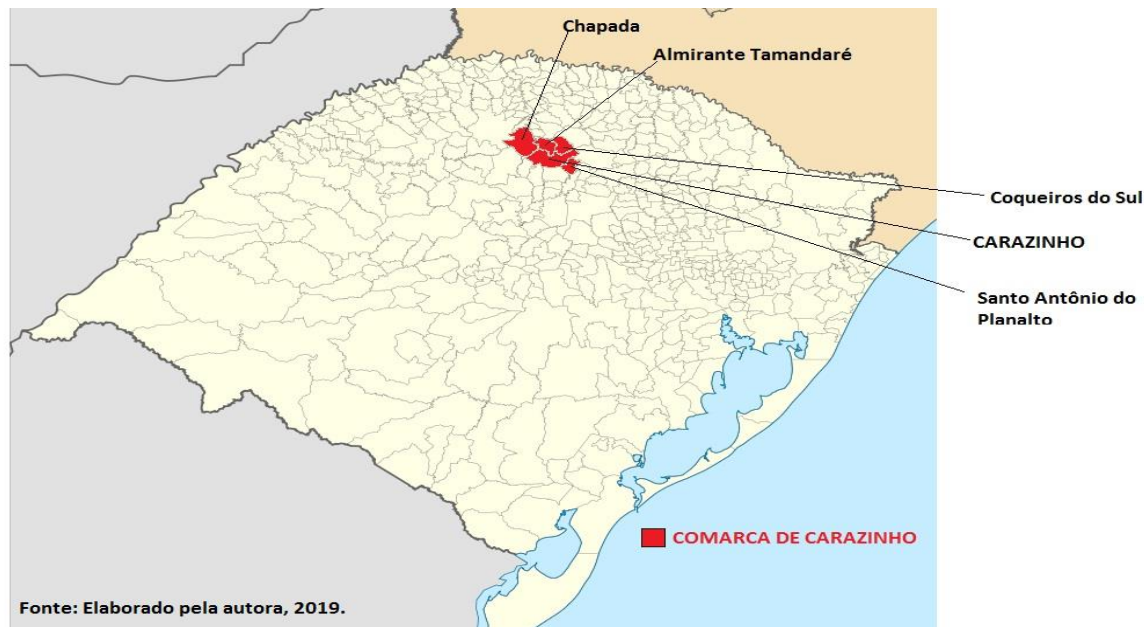 Chapada
Almirante Tamandaré
Coqueiros do Sul
CARAZINHO
Santo Antônio do
Planalto
COMARCA DE CARAZINHO
Fonte: Elaborado pela autora, 2019.